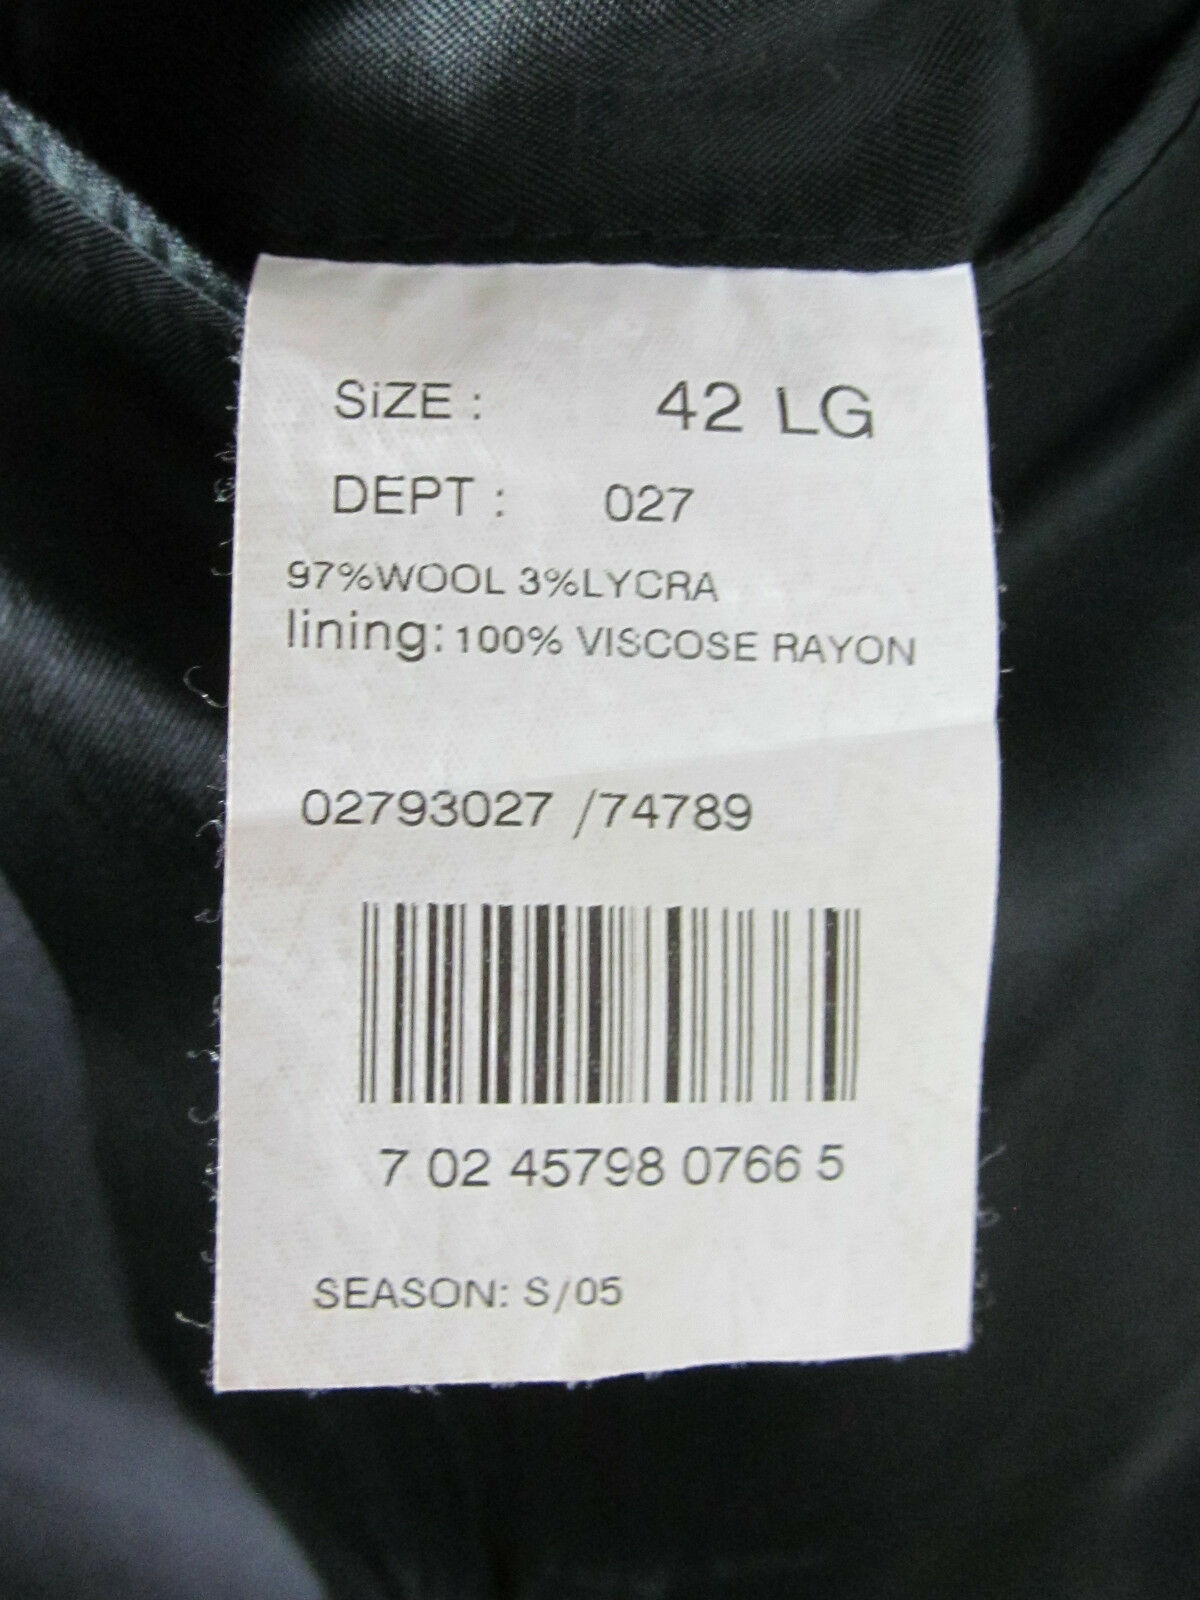 SiZE : 42 LG
DEPT : 027
97%WOOL 3%LYCRA
lining: 100% VISCOSE RAYON
02793027 /74789
7 02 45798 0766 5
SEASON: S/05